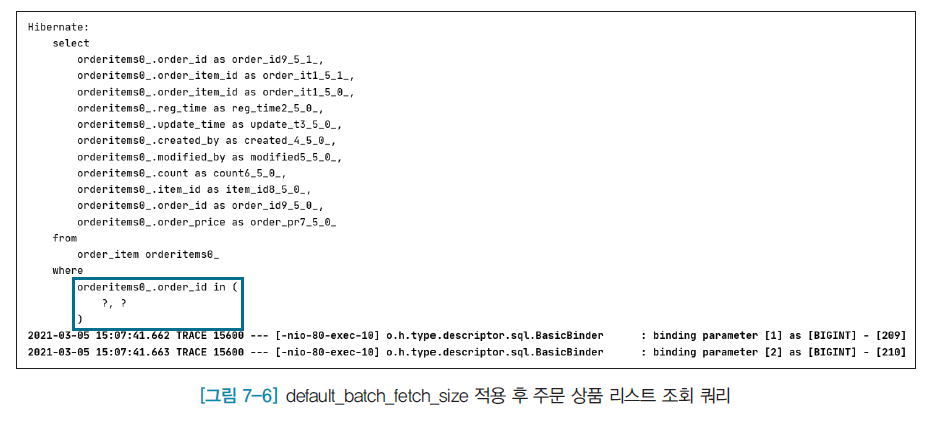 Hibernate:
select
orderitems0_.order_id as order_id9_5_1_,
orderitems0_.order_item_id as order_it1_5_1_,
orderitems0_.order_item_id as order_it1_5_0_,
orderitems0_.reg_time as reg_time2_5_0_,
orderitems0_.update_time as update_t3_5_0_,
orderitems0_.created_by as created_4_5_0_,
orderitems0_.modified_by as modified5_5_0_,
orderitems0_.count as count6_5_0_,
orderitems0_.item_id as item_id8_5_0_,
orderitems0_.order_id as order_id9_5_0_,
orderitems0_.order_price as order_pr7_5_0_
from
order_item orderitems0_
where
orderitems0_.order_id in (
?, ?
)
2021-03-05 15:07:41.662 TRACE 15600 --- [-nio-80-exec-10] o.h.type.descriptor.sql.BasicBinder : binding parameter [1] as [BIGINT] - [209]
2021-03-05 15:07:41.663 TRACE 15600 --- [-nio-80-exec-10] o.h.type.descriptor.sql.BasicBinder : binding parameter [2] as [BIGINT] - [210]
[그림 7-6] default_batch_fetch_size 적용 후 주문 상품 리스트 조회 쿼리